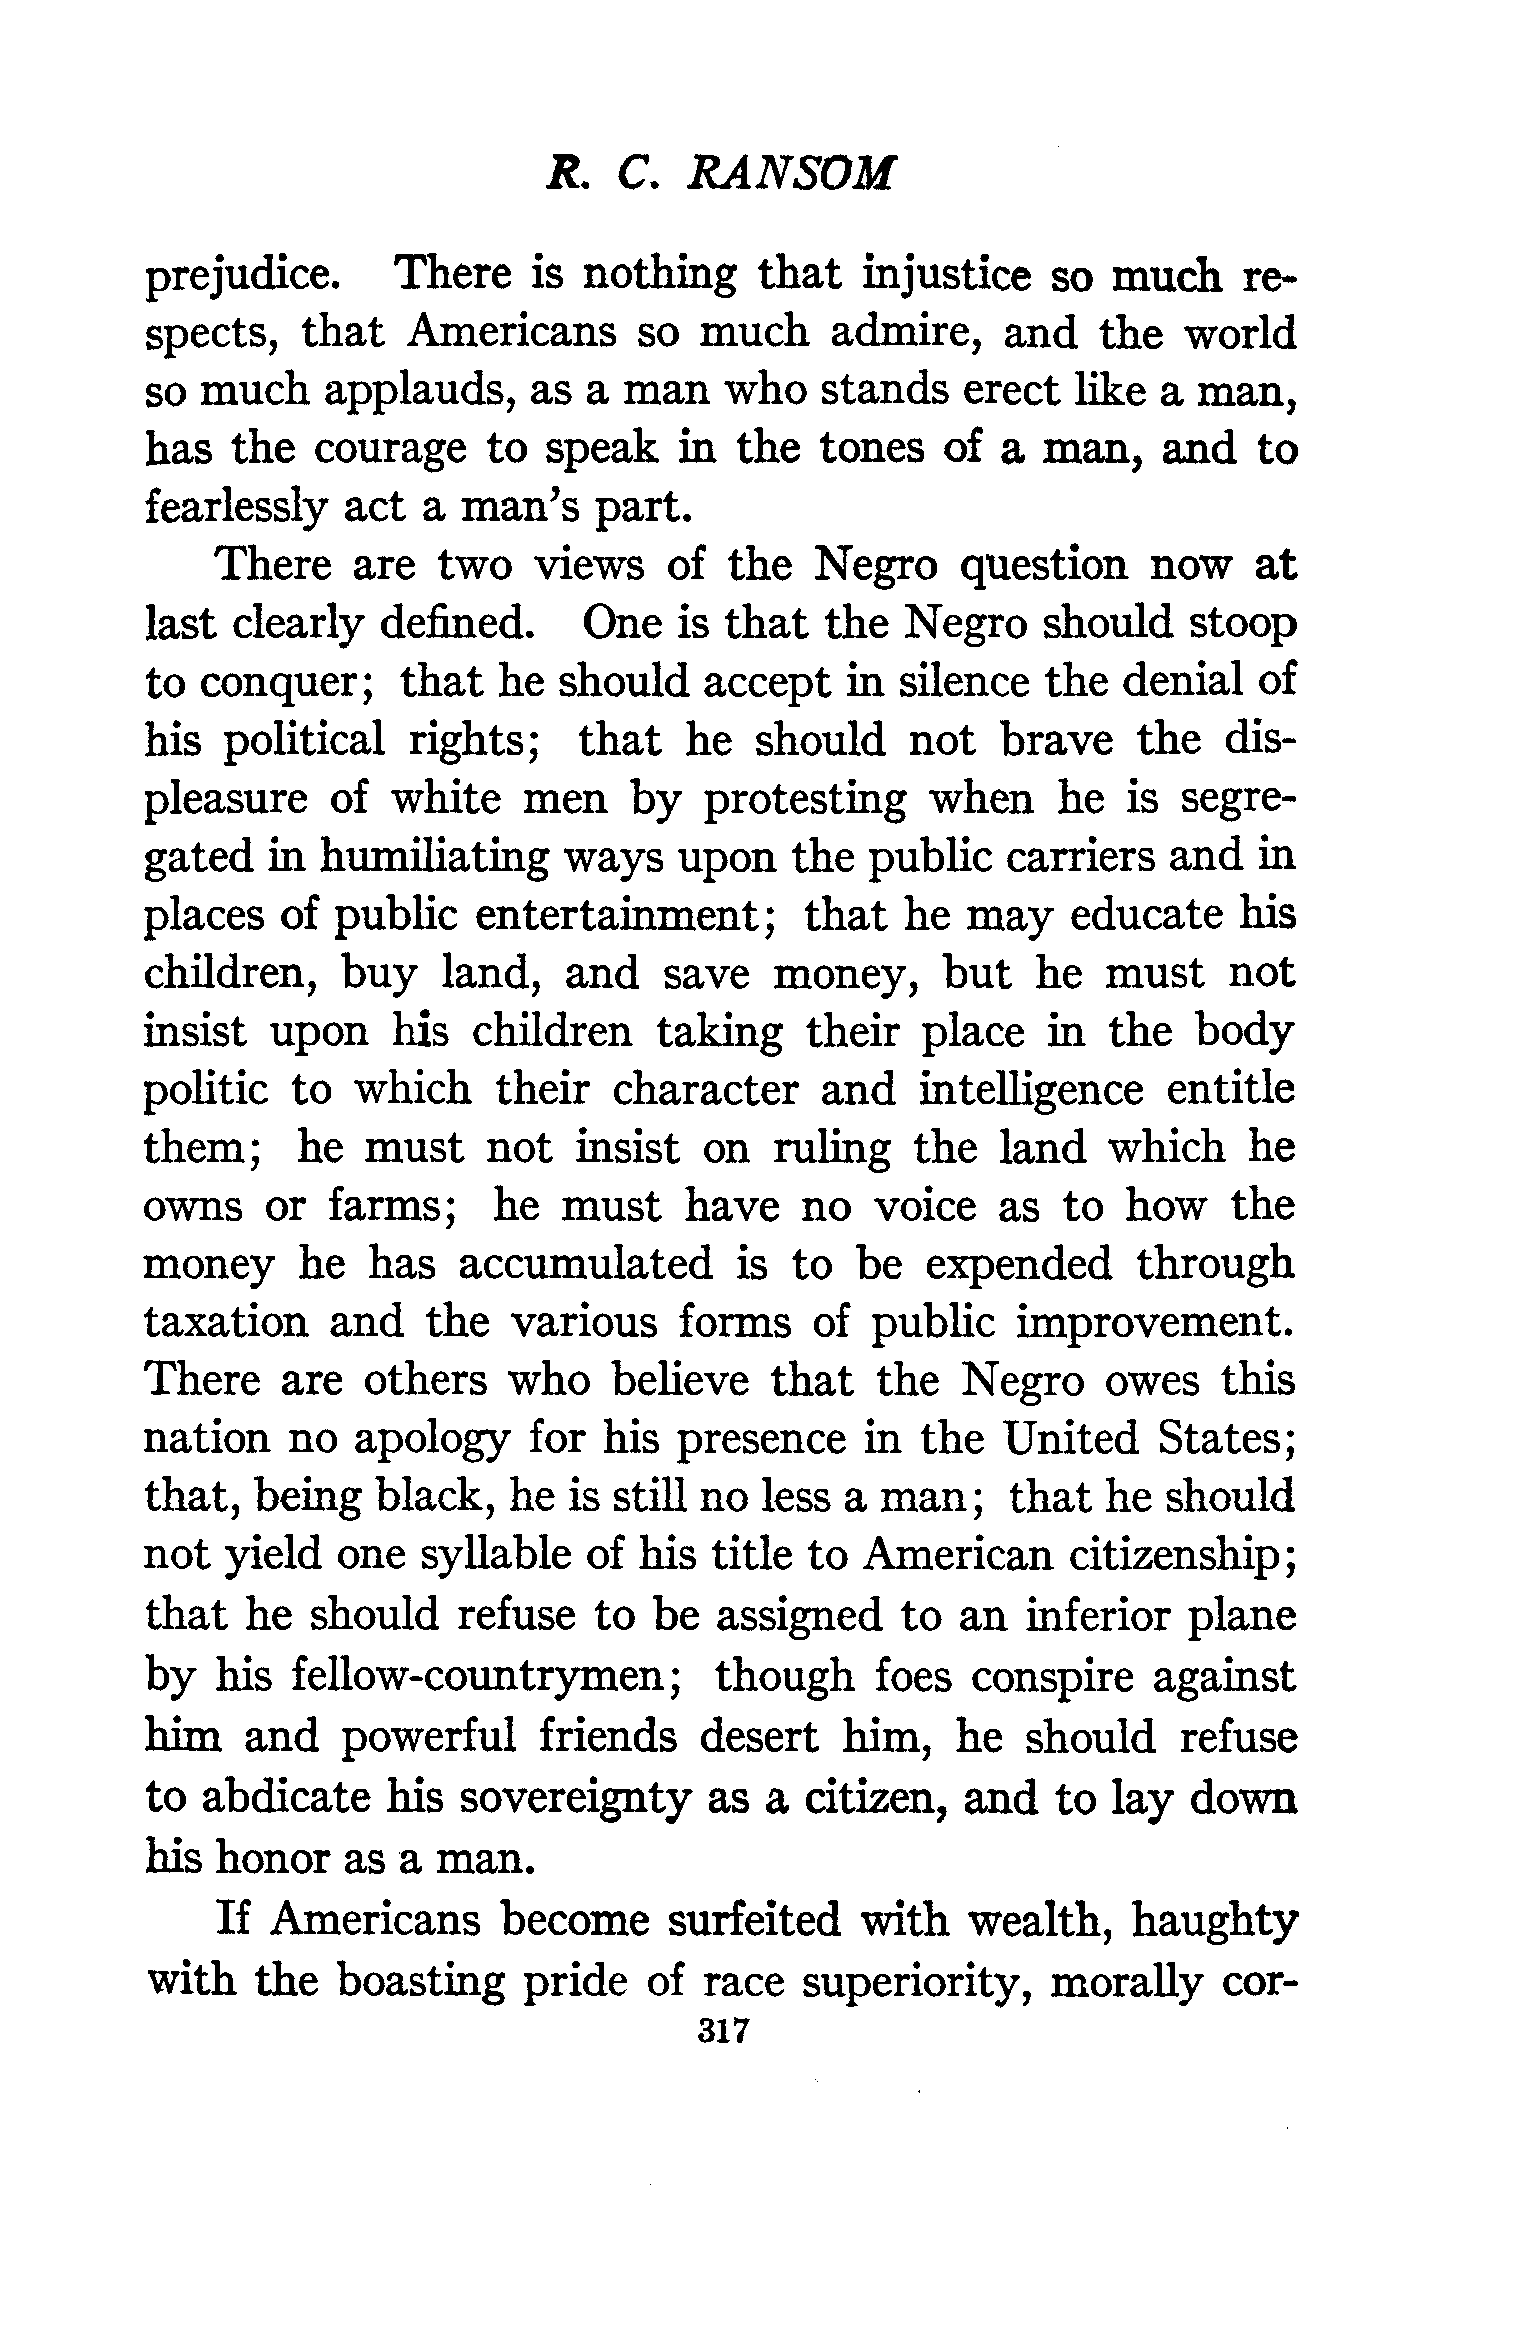 R. C. RANSOM
prejudice. There is nothing that injustice so much re-
spects, that Americans so much admire, and the world
so much applauds, as a man who stands erect like a man,
has the courage to speak in the tones of a man, and to
fearlessly act a man's part.
There are two views of the Negro question now at
last clearly defined. One is that the Negro should stoop
to conquer; that he should accept in silence the denial of
his political rights; that he should not brave the dis-
pleasure of white men by protesting when he is segre-
gated in humiliating ways upon the public carriers and in
places of public entertainment; that he may educate his
children, buy land, and save money, but he must not
insist upon his children taking their place in the body
politic to which their character and intelligence entitle
them; he must not insist on ruling the land which he
owns or farms; he must have no voice as to how the
money he has accumulated is to be expended through
taxation and the various forms of public improvement.
There are others who believe that the Negro owes this
nation no apology for his presence in the United States;
that, being black, he is still no less a man; that he should
not yield one syllable of his title to American citizenship;
that he should refuse to be assigned to an inferior plane
by his fellow-countrymen; though foes conspire against
him and powerful friends desert him, he should refuse
to abdicate his sovereignty as a citizen, and to lay down
his honor as a man.
If Americans become surfeited with wealth, haughty
with the boasting pride of race superiority, morally cor-
317